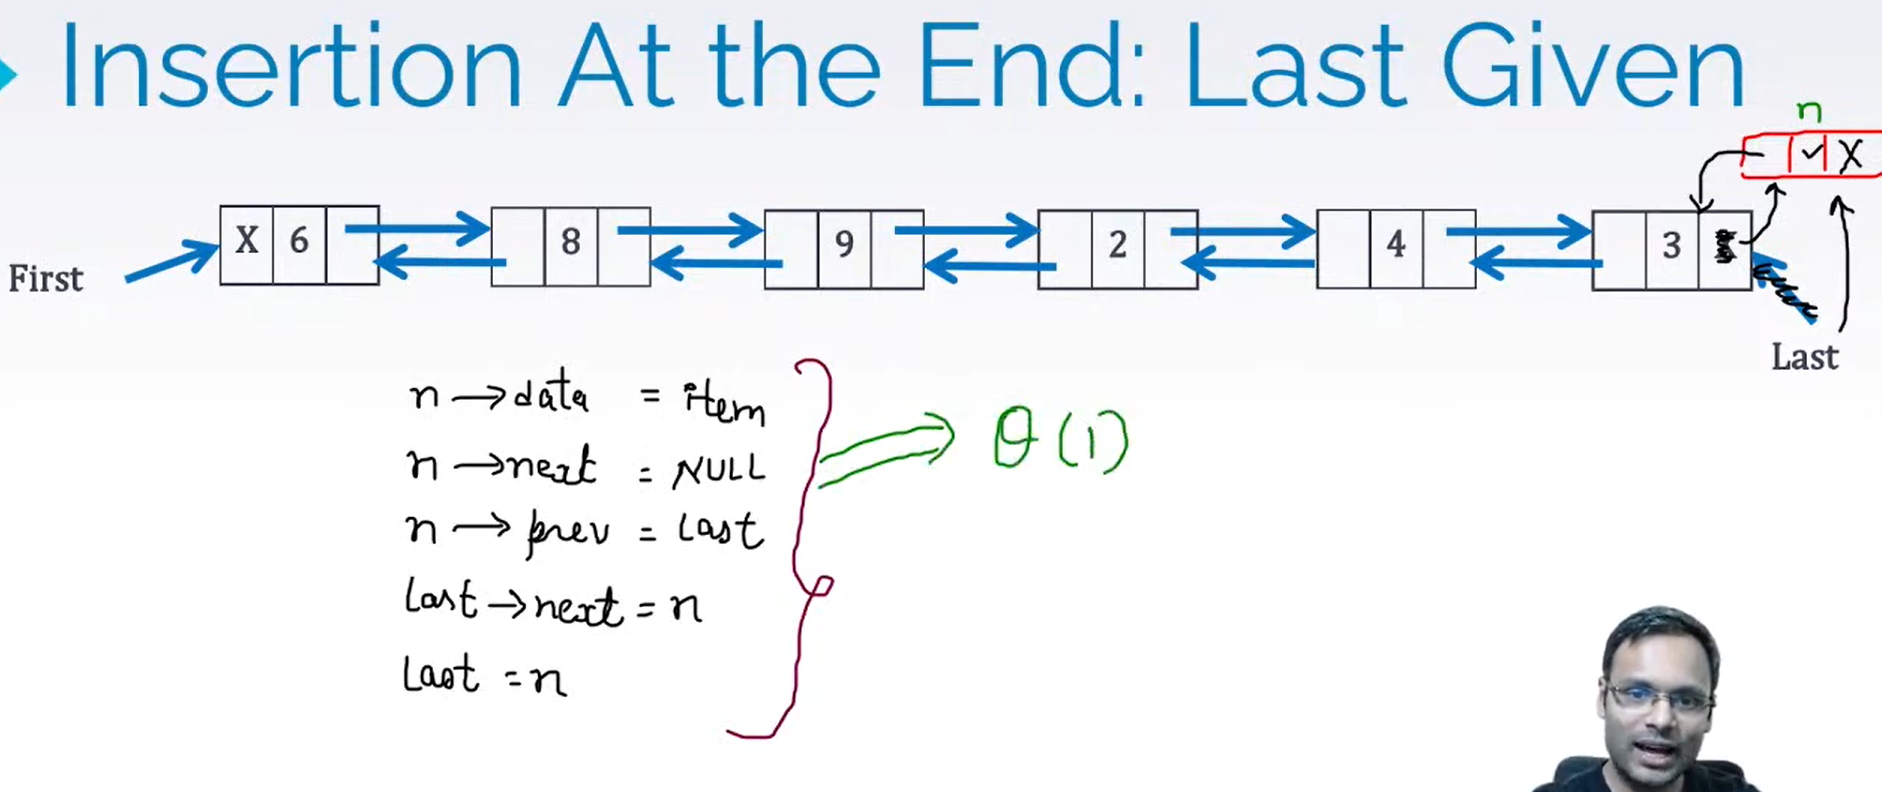 Insertion At the End: Last Given
n
✓ X
X 6 8 9 2 4 3
First
Last
n → data = item
n → next = NULL
n → prev = Last
Last → next = n
Last = n
θ(1)